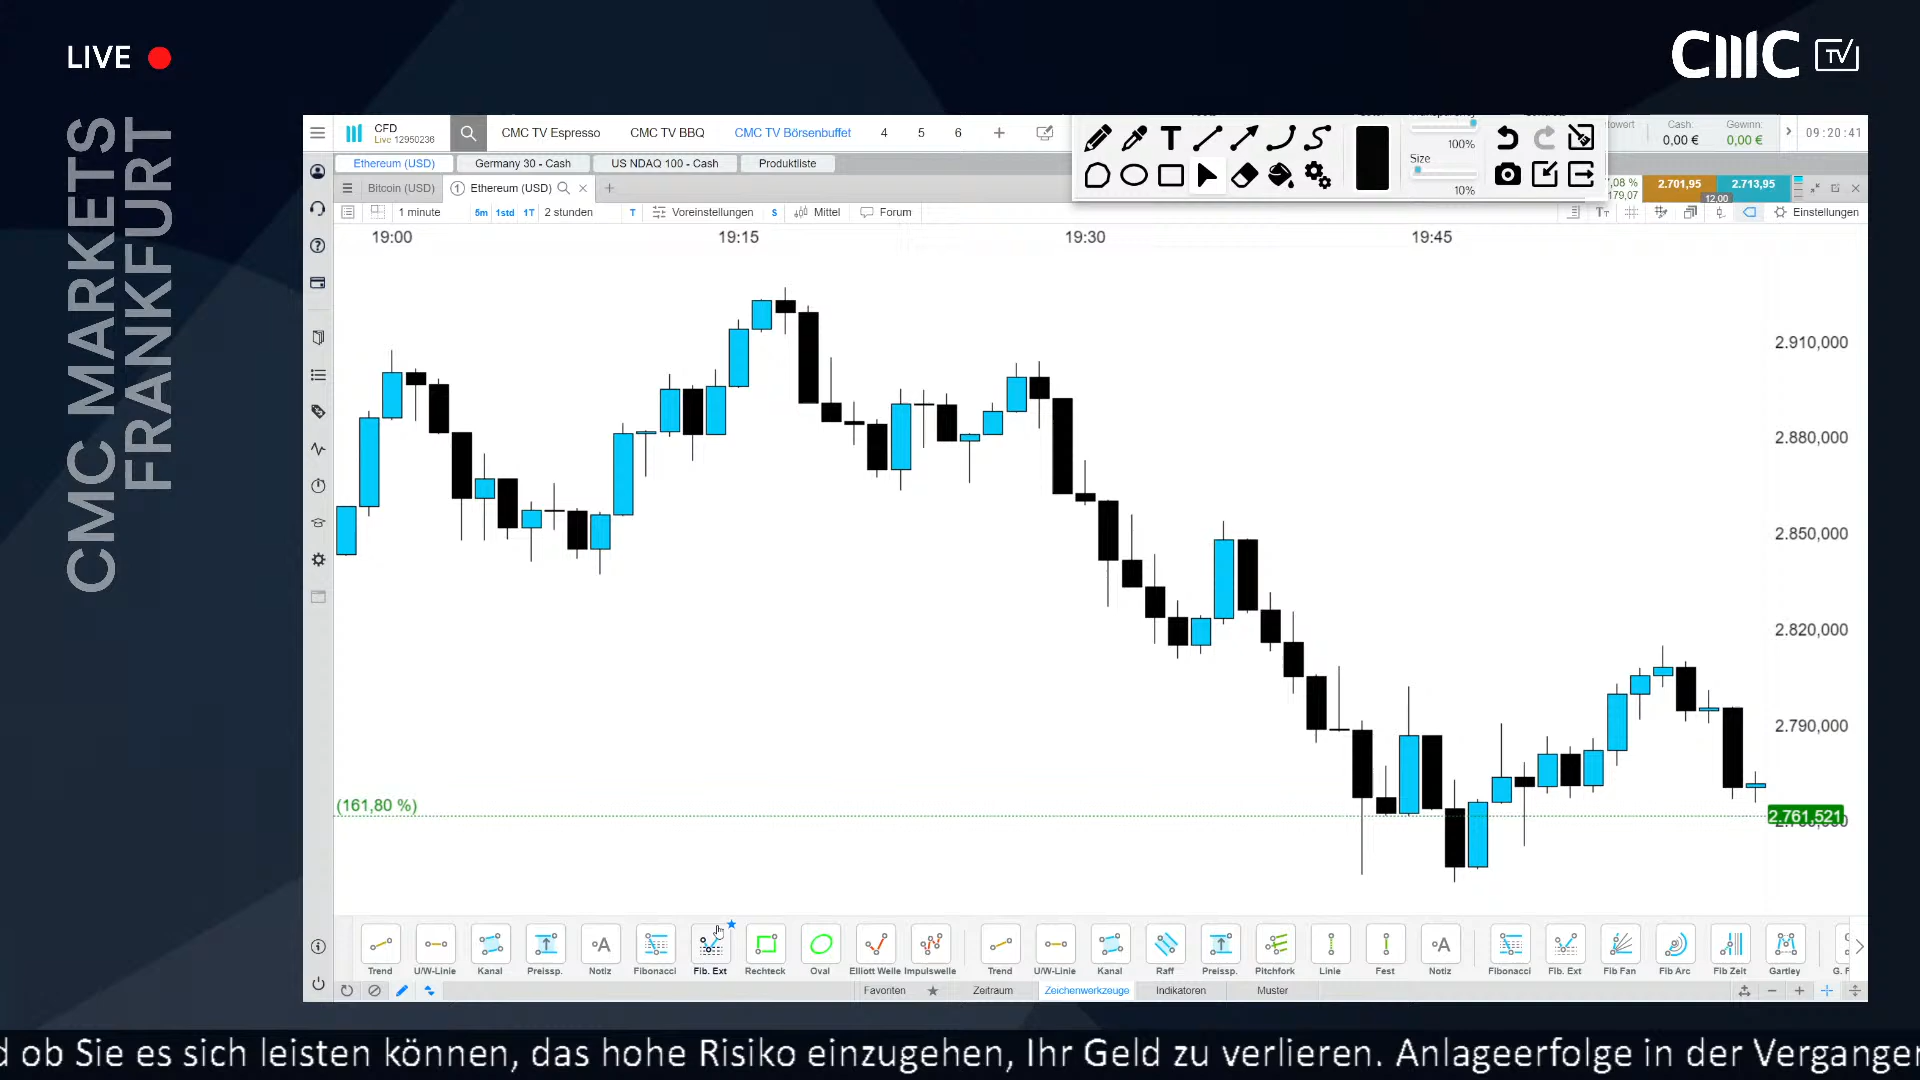 LIVE
CMC TV
CMC MARKETS
FRANKFURT
CFD
Live 12950236
CMC TV Espresso
CMC TV BBQ
CMC TV Börsenbuffet
4
5
6
100%
Size
10%
Cash:
0,00 €
Gewinn:
0,00 €
09:20:41
Ethereum (USD)
Germany 30 - Cash
US NDAQ 100 - Cash
Produktliste
Bitcoin (USD)
1
Ethereum (USD)
2.701,95
2.713,95
12,00
1 minute
5m
1std
1T
2 stunden
T
Voreinstellungen
S
Mittel
Forum
Einstellungen
19:00
19:15
19:30
19:45
2.910,000
2.880,000
2.850,000
2.820,000
2.790,000
(161,80 %)
2.761,521
Trend
U/W-Linie
Kanal
Preissp.
Notiz
Fibonacci
Fib. Ext
Rechteck
Oval
Elliott Welle
Impulswelle
Trend
U/W-Linie
Kanal
Raff
Preissp.
Pitchfork
Linie
Fest
Notiz
Fibonacci
Fib. Ext
Fib Fan
Fib Arc
Fib Zeit
Gartley
Favoriten
Zeitraum
Zeichenwerkzeuge
Indikatoren
Muster
d ob Sie es sich leisten können, das hohe Risiko einzugehen, Ihr Geld zu verlieren. Anlageerfolge in der Vergangen